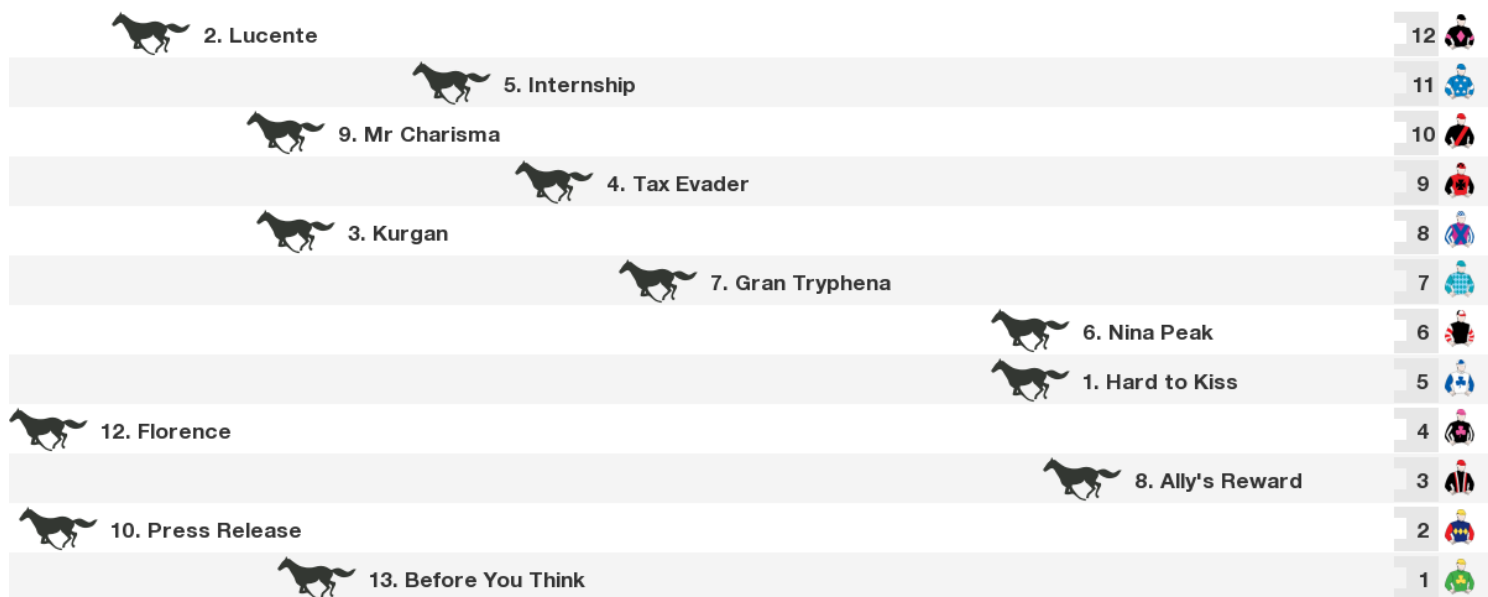 2. Lucente 12
5. Internship 11
9. Mr Charisma 10
4. Tax Evader 9
3. Kurgan 8
7. Gran Tryphena 7
6. Nina Peak 6
1. Hard to Kiss 5
12. Florence 4
8. Ally's Reward 3
10. Press Release 2
13. Before You Think 1